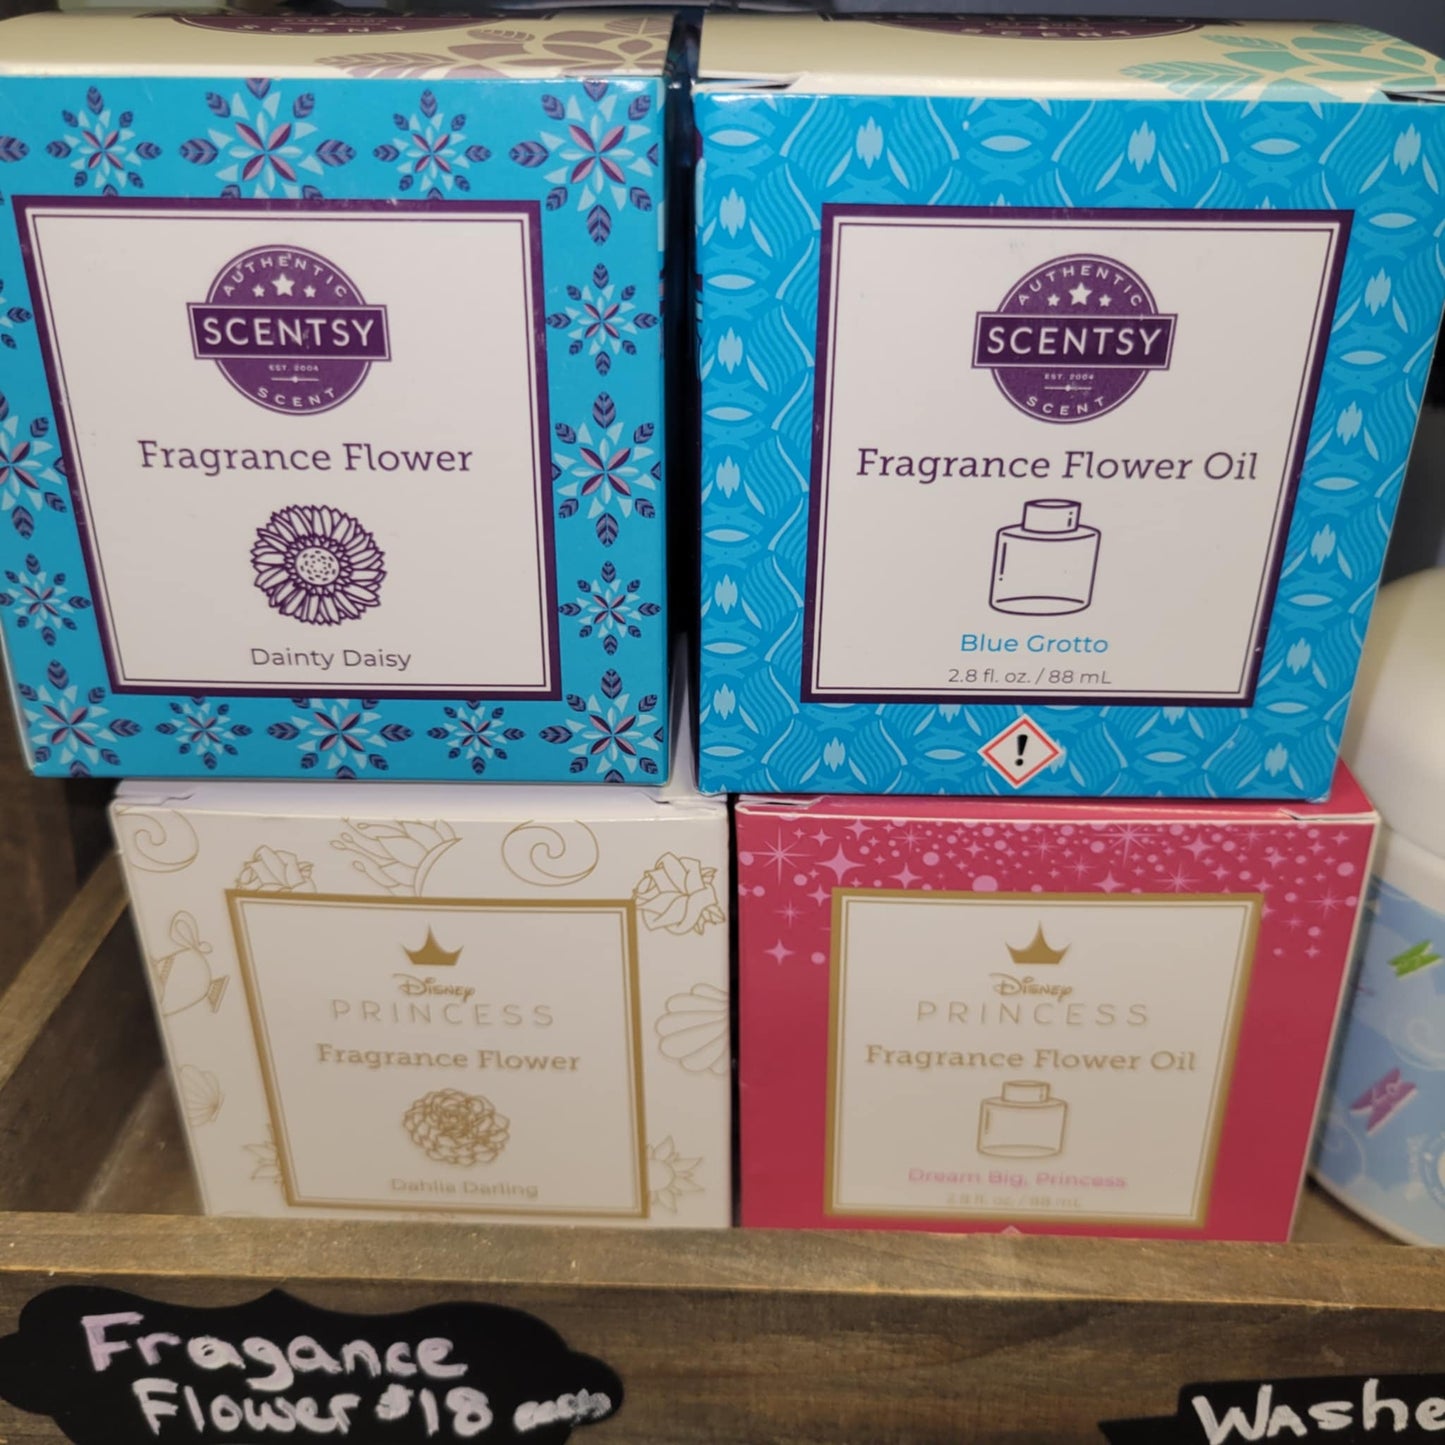 SCENT
SCENT
AUTHENTIC
SCENTSY
EST. 2004
SCENT
Fragrance Flower
Dainty Daisy
AUTHENTIC
SCENTSY
EST. 2004
SCENT
Fragrance Flower Oil
Blue Grotto
2.8 fl. oz. / 88 mL
!
Disney
PRINCESS
Fragrance Flower
Dahlia Darling
Disney
PRINCESS
Fragrance Flower Oil
Dream Big, Princess
2.8 fl. oz. / 88 mL
Fragance
Flower $18
Washe